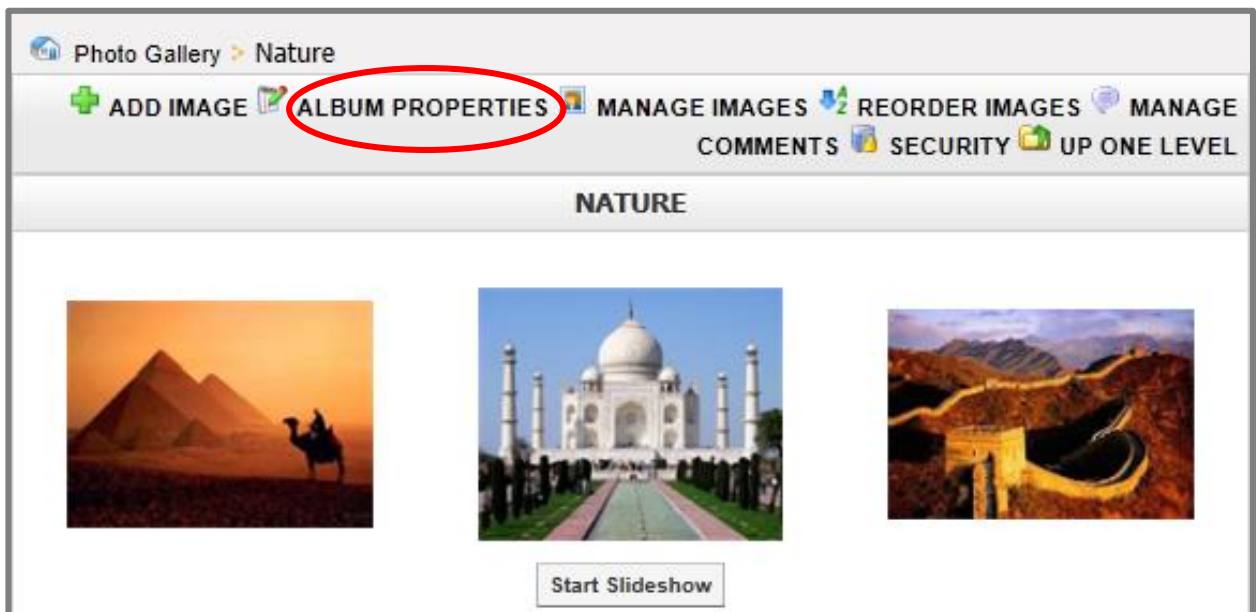 Photo Gallery > Nature
ADD IMAGE ALBUM PROPERTIES MANAGE IMAGES REORDER IMAGES MANAGE
COMMENTS SECURITY UP ONE LEVEL
NATURE
Start Slideshow